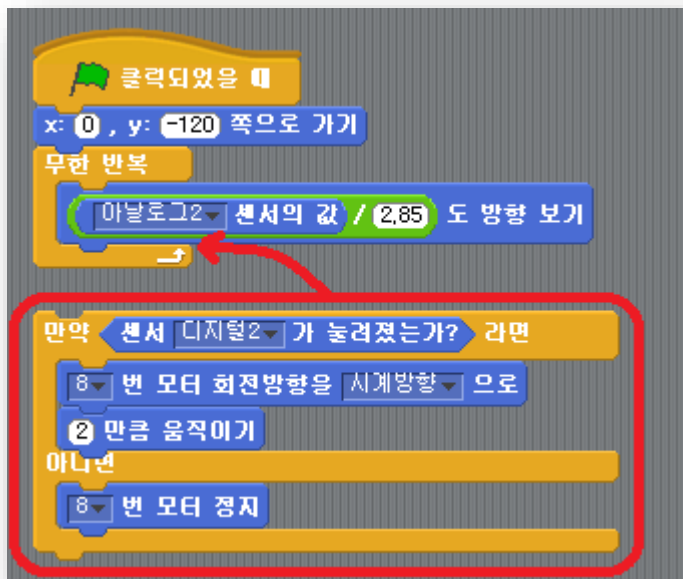 클릭되었을 때
x: 0 , y: -120 쪽으로 가기
무한 반복
아날로그2 센서의 값 / 2.85 도 방향 보기
만약 센서 디지털2 가 눌려졌는가? 라면
8 번 모터 회전방향을 시계방향 으로
2 만큼 움직이기
아니면
8 번 모터 정지